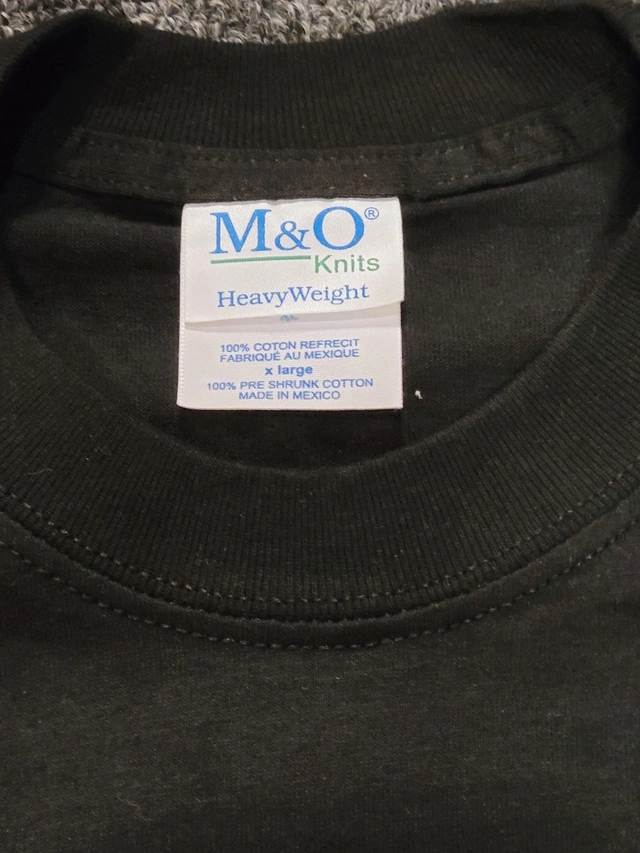 M&O®
Knits
HeavyWeight
100% COTON REFRECIT
FABRIQUÉ AU MEXIQUE
x large
100% PRE SHRUNK COTTON
MADE IN MEXICO